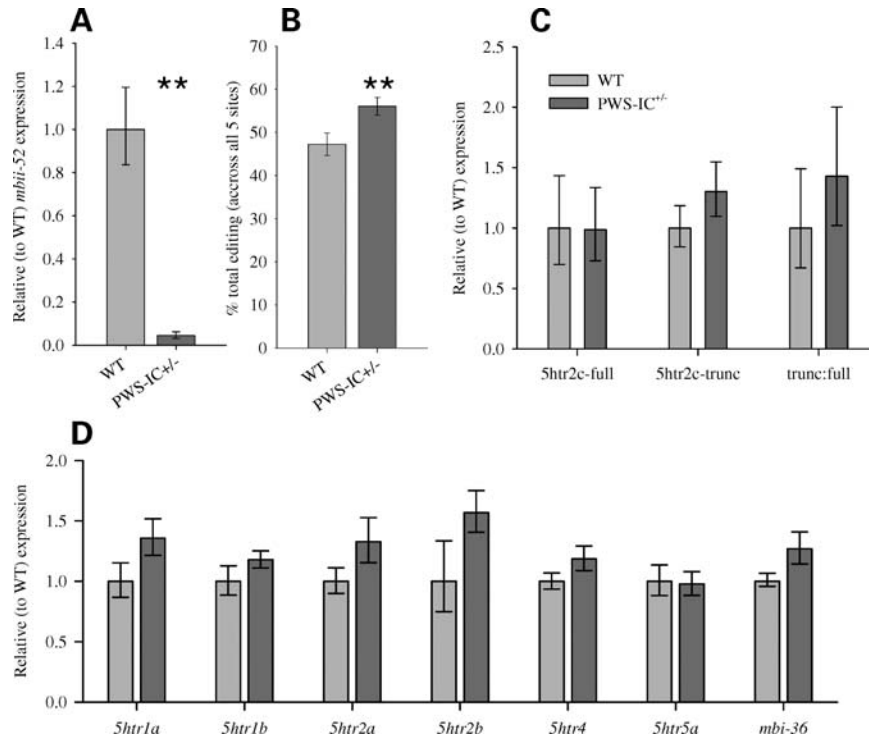 A
Relative (to WT) mbii-52 expression
1.4
1.2
1.0
0.8
0.6
0.4
0.2
0.0
**
WT
PWS-IC+/-
B
% total editing (accross all 5 sites)
70
60
50
40
30
20
10
0
**
WT
PWS-IC+/-
C
Relative (to WT) expression
2.5
2.0
1.5
1.0
0.5
0.0
WT
PWS-IC+/-
5htr2c-full 5htr2c-trunc trunc:full
D
Relative (to WT) expression
2.0
1.5
1.0
0.5
0.0
5htr1a 5htr1b 5htr2a 5htr2b 5htr4 5htr5a mbi-36